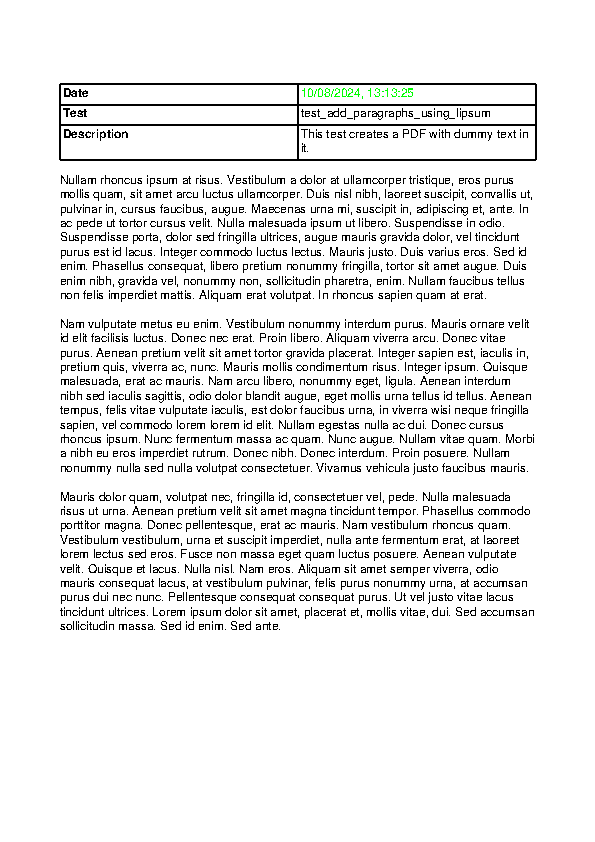 Date 10/08/2024, 13:13:25
Test test_add_paragraphs_using_lipsum
Description This test creates a PDF with dummy text in
it.
Nullam rhoncus ipsum at risus. Vestibulum a dolor at ullamcorper tristique, eros purus
mollis quam, sit amet arcu luctus ullamcorper. Duis nisl nibh, laoreet suscipit, convallis ut,
pulvinar in, cursus faucibus, augue. Maecenas urna mi, suscipit in, adipiscing et, ante. In
ac pede ut tortor cursus velit. Nulla malesuada ipsum ut libero. Suspendisse in odio.
Suspendisse porta, dolor sed fringilla ultrices, augue mauris gravida dolor, vel tincidunt
purus est id lacus. Integer commodo luctus lectus. Mauris justo. Duis varius eros. Sed id
enim. Phasellus consequat, libero pretium nonummy fringilla, tortor sit amet augue. Duis
enim nibh, gravida vel, nonummy non, sollicitudin pharetra, enim. Nullam faucibus tellus
non felis imperdiet mattis. Aliquam erat volutpat. In rhoncus sapien quam at erat.
Nam vulputate metus eu enim. Vestibulum nonummy interdum purus. Mauris ornare velit
id elit facilisis luctus. Donec nec erat. Proin libero. Aliquam viverra arcu. Donec vitae
purus. Aenean pretium velit sit amet tortor gravida placerat. Integer sapien est, iaculis in,
pretium quis, viverra ac, nunc. Mauris mollis condimentum risus. Integer ipsum. Quisque
malesuada, erat ac mauris. Nam arcu libero, nonummy eget, ligula. Aenean interdum
nibh sed iaculis sagittis, odio dolor blandit augue, eget mollis urna tellus id tellus. Aenean
tempus, felis vitae vulputate iaculis, est dolor faucibus urna, in viverra wisi neque fringilla
sapien, vel commodo lorem lorem id elit. Nullam egestas nulla ac dui. Donec cursus
rhoncus ipsum. Nunc fermentum massa ac quam. Nunc augue. Nullam vitae quam. Morbi
a nibh eu eros imperdiet rutrum. Donec nibh. Donec interdum. Proin posuere. Nullam
nonummy nulla sed nulla volutpat consectetuer. Vivamus vehicula justo faucibus mauris.
Mauris dolor quam, volutpat nec, fringilla id, consectetuer vel, pede. Nulla malesuada
risus ut urna. Aenean pretium velit sit amet magna tincidunt tempor. Phasellus commodo
porttitor magna. Donec pellentesque, erat ac mauris. Nam vestibulum rhoncus quam.
Vestibulum vestibulum, urna et suscipit imperdiet, nulla ante fermentum erat, at laoreet
lorem lectus sed eros. Fusce non massa eget quam luctus posuere. Aenean vulputate
velit. Quisque et lacus. Nulla nisl. Nam eros. Aliquam sit amet semper viverra, odio
mauris consequat lacus, at vestibulum pulvinar, felis purus nonummy urna, at accumsan
purus dui nec nunc. Pellentesque consequat consequat purus. Ut vel justo vitae lacus
tincidunt ultrices. Lorem ipsum dolor sit amet, placerat et, mollis vitae, dui. Sed accumsan
sollicitudin massa. Sed id enim. Sed ante.